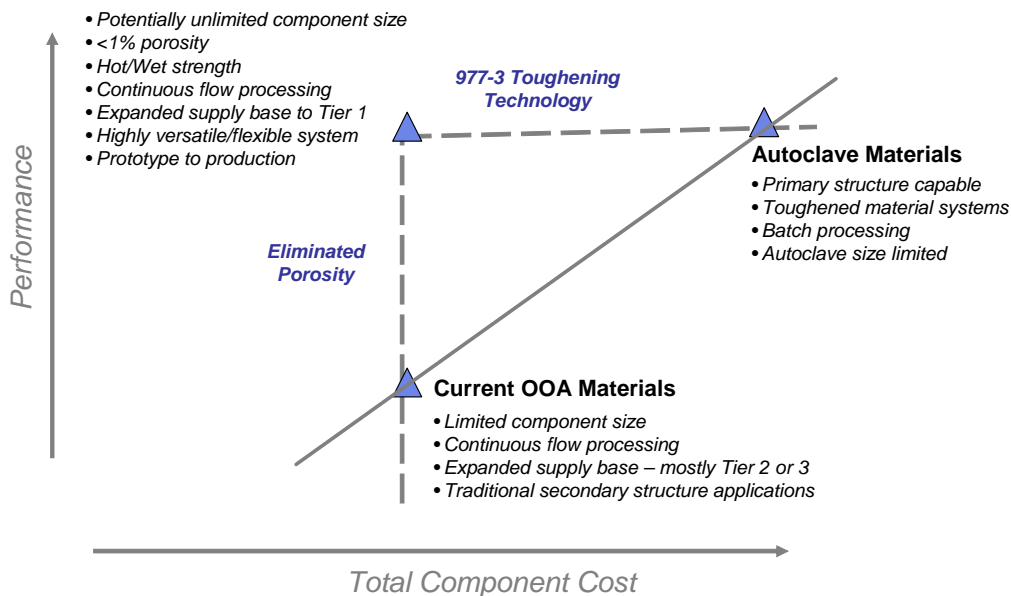 • Potentially unlimited component size
• <1% porosity
• Hot/Wet strength
• Continuous flow processing
• Expanded supply base to Tier 1
• Highly versatile/flexible system
• Prototype to production
977-3 Toughening
Technology
Autoclave Materials
• Primary structure capable
• Toughened material systems
• Batch processing
• Autoclave size limited
Performance
Eliminated
Porosity
Current OOA Materials
• Limited component size
• Continuous flow processing
• Expanded supply base – mostly Tier 2 or 3
• Traditional secondary structure applications
Total Component Cost